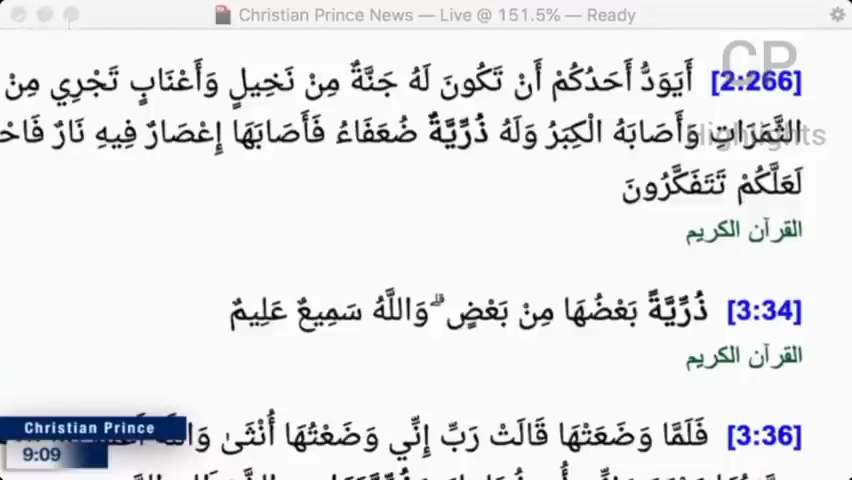 Christian Prince News — Live @ 151.5% — Ready
CP
Highlights
[2:266] أَيَوَدُّ أَحَدُكُمْ أَنْ تَكُونَ لَهُ جَنَّةٌ مِنْ نَخِيلٍ وَأَعْنَابٍ تَجْرِي مِنْ
الثَّمَرَاتِ وَأَصَابَهُ الْكِبَرُ وَلَهُ ذُرِّيَّةٌ ضُعَفَاءُ فَأَصَابَهَا إِعْصَارٌ فِيهِ نَارٌ
لَعَلَّكُمْ تَتَفَكَّرُونَ
القرآن الكريم
[3:34] ذُرِّيَّةً بَعْضُهَا مِنْ بَعْضٍ ۗ وَاللَّهُ سَمِيعٌ عَلِيمٌ
القرآن الكريم
[3:36] فَلَمَّا وَضَعَتْهَا قَالَتْ رَبِّ إِنِّي وَضَعْتُهَا أُنْثَىٰ
Christian Prince
9:09